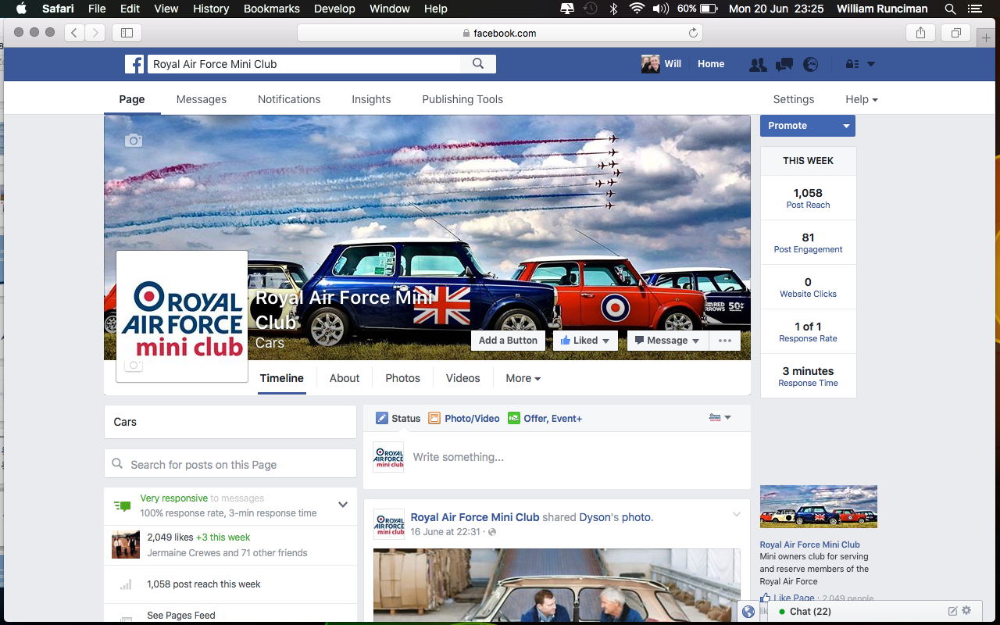 Safari File Edit View History Bookmarks Develop Window Help 60% Mon 20 Jun 23:25 William Runciman
facebook.com
Royal Air Force Mini Club
Will Home
Page Messages Notifications Insights Publishing Tools Settings Help
Promote
THIS WEEK
1,058
Post Reach
81
Post Engagement
0
Website Clicks
1 of 1
Response Rate
3 minutes
Response Time
ROYAL
AIR FORCE
mini club
Royal Air Force Mini
Club
Cars
RED
ARROWS
50
Add a Button Liked Message
Timeline About Photos Videos More
Cars
Search for posts on this Page
Very responsive to messages
100% response rate, 3-min response time
2,049 likes +3 this week
Jermaine Crewes and 71 other friends
1,058 post reach this week
See Pages Feed
Status Photo/Video Offer, Event+
ROYAL
AIR FORCE
mini club
Write something...
ROYAL
AIR FORCE
mini club
Royal Air Force Mini Club shared Dyson's photo.
16 June at 22:31
Royal Air Force Mini Club
Mini owners club for serving
and reserve members of the
Royal Air Force
Like Page · 2,049 people
lik
Chat (22)